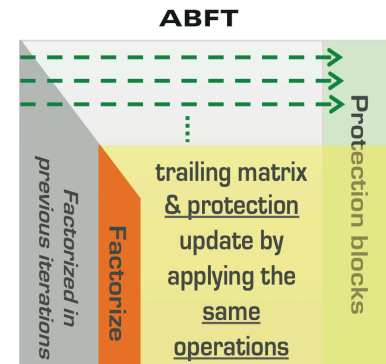 ABFT
Factorized in
previous iterations
Factorize
trailing matrix
& protection
update by
applying the
same
operations
Protection blocks